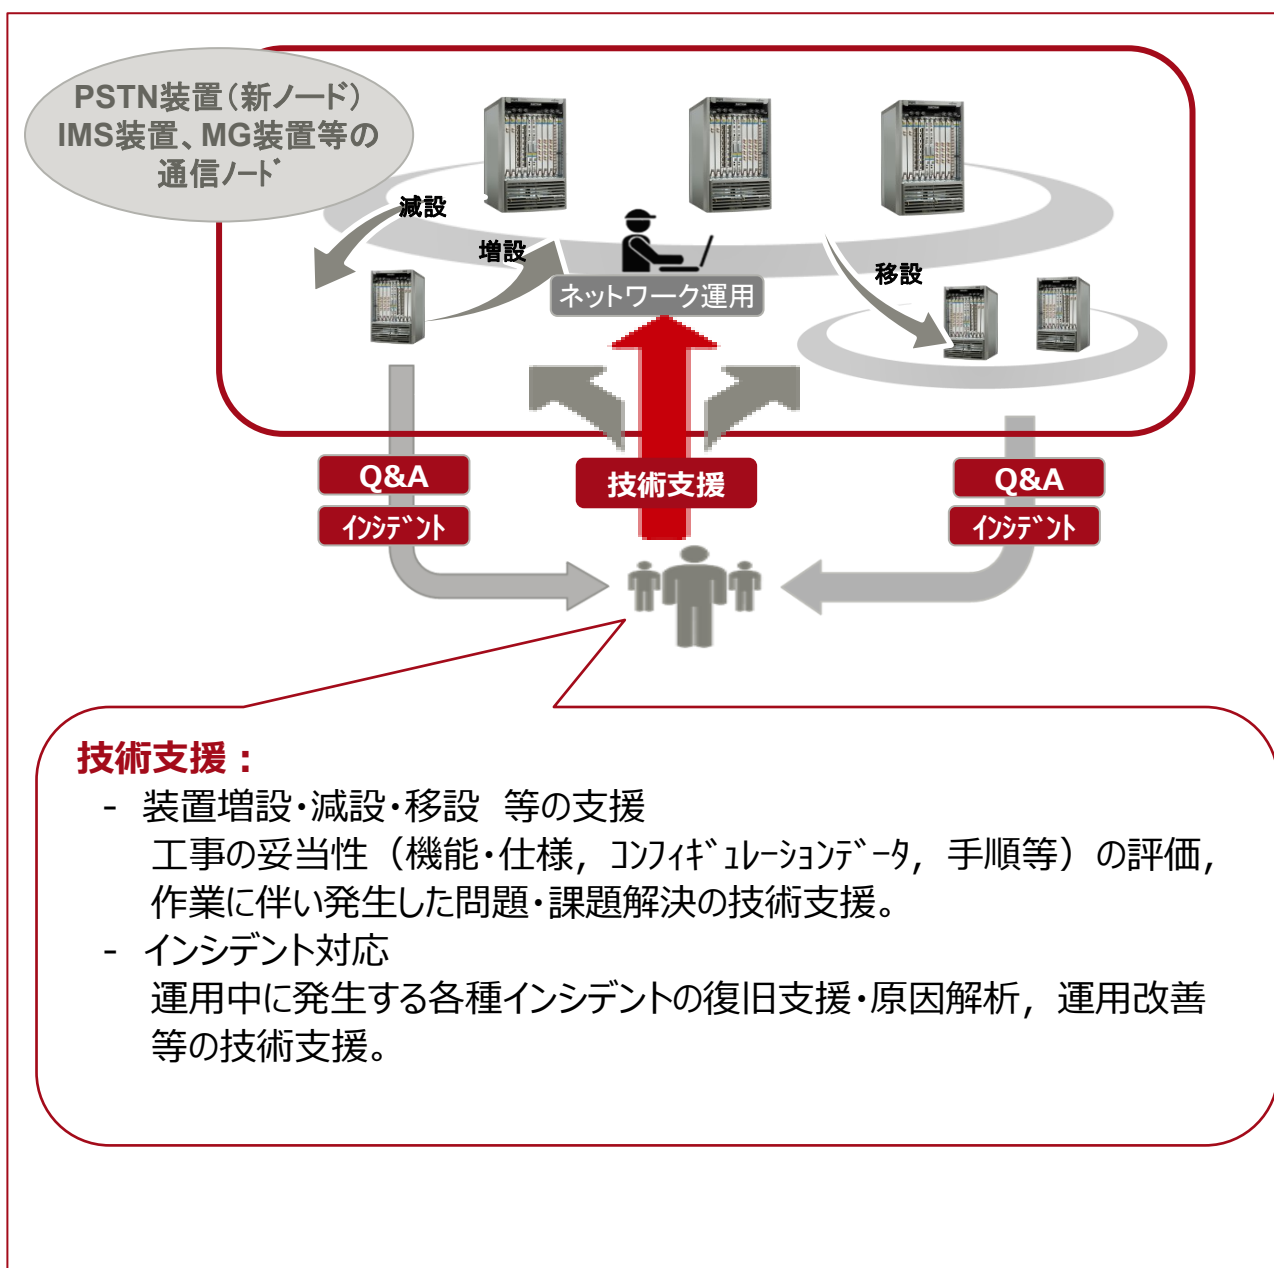 PSTN装置（新ノード）
IMS装置、MG装置等の
通信ﾉｰﾄﾞ
減設
増設
移設
ネットワーク運用
Q&A
インシデント
技術支援
Q&A
インシデント
技術支援：
- 装置増設・減設・移設 等の支援
工事の妥当性（機能・仕様，ｺﾝﾌｨｷﾞｭﾚｰｼｮﾝﾃﾞｰﾀ，手順等）の評価，
作業に伴い発生した問題・課題解決の技術支援。
- インシデント対応
運用中に発生する各種インシデントの復旧支援・原因解析，運用改善
等の技術支援。